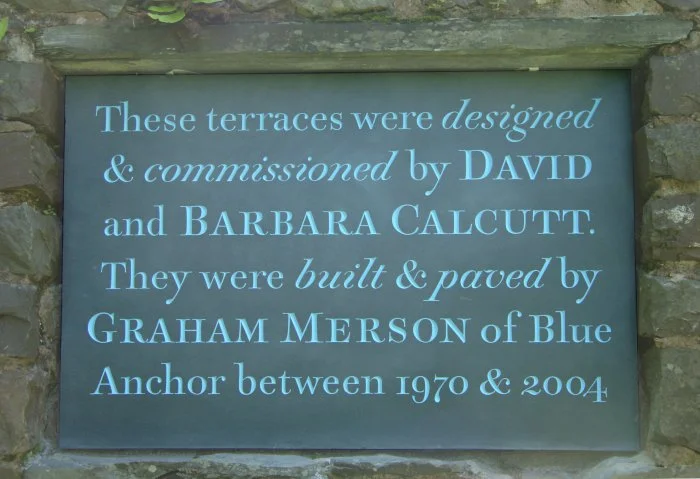 These terraces were designed
& commissioned by DAVID
and BARBARA CALCUTT.
They were built & paved by
GRAHAM MERSON of Blue
Anchor between 1970 & 2004